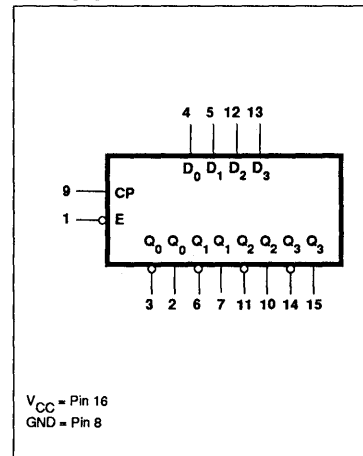 4 5 12 13
D0 D1 D2 D3
9 CP
1 E
Q0 Q0 Q1 Q1 Q2 Q2 Q3 Q3
3 2 6 7 11 10 14 15
VCC = Pin 16
GND = Pin 8